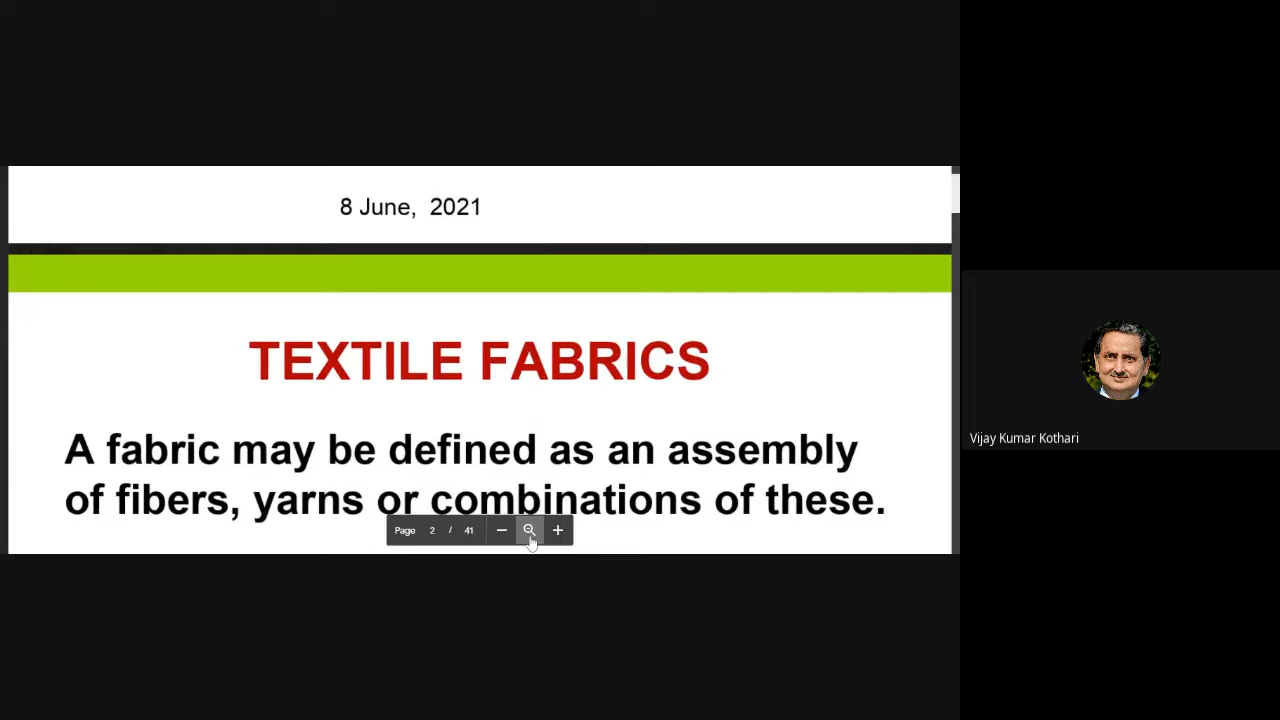 8 June, 2021
TEXTILE FABRICS
A fabric may be defined as an assembly
of fibers, yarns or combinations of these.
Page 2 / 41
Vijay Kumar Kothari